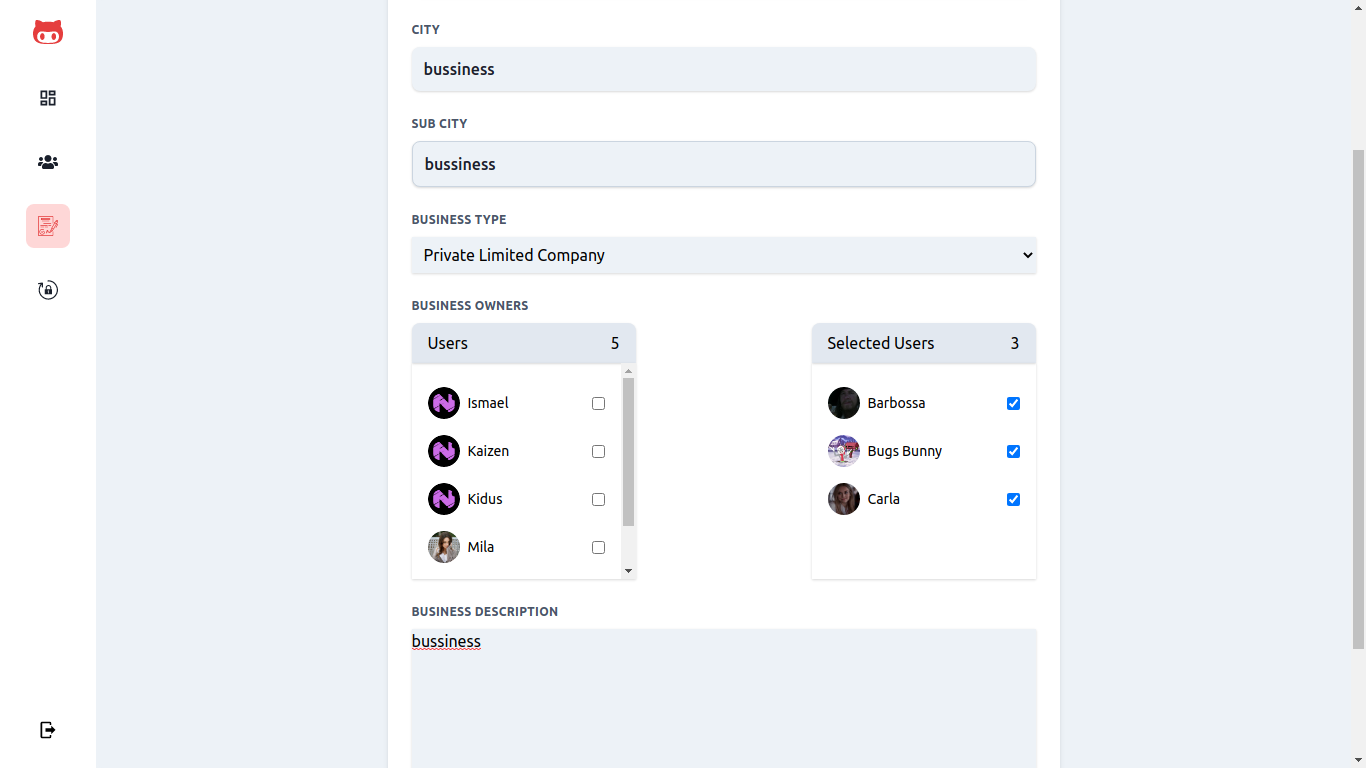 CITY
bussiness
SUB CITY
bussiness
BUSINESS TYPE
Private Limited Company
BUSINESS OWNERS
Users 5
Ismael
Kaizen
Kidus
Mila
Selected Users 3
Barbossa
Bugs Bunny
Carla
BUSINESS DESCRIPTION
bussiness